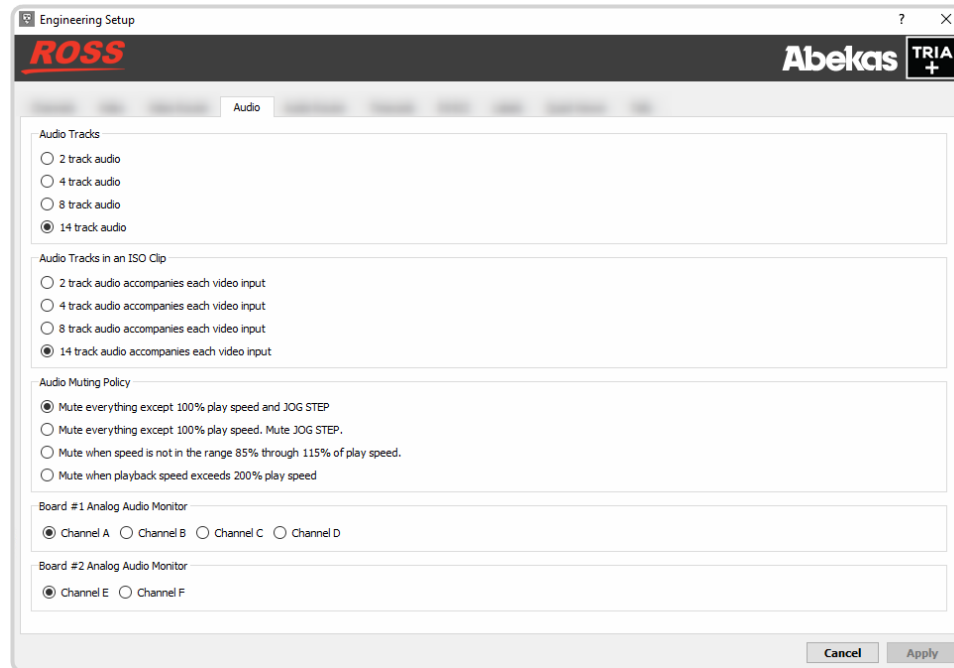 Engineering Setup ? ×
ROSS Abekas TRIA
+
Audio
Audio Tracks
2 track audio
4 track audio
8 track audio
14 track audio
Audio Tracks in an ISO Clip
2 track audio accompanies each video input
4 track audio accompanies each video input
8 track audio accompanies each video input
14 track audio accompanies each video input
Audio Muting Policy
Mute everything except 100% play speed and JOG STEP
Mute everything except 100% play speed. Mute JOG STEP.
Mute when speed is not in the range 85% through 115% of play speed.
Mute when playback speed exceeds 200% play speed
Board #1 Analog Audio Monitor
Channel A Channel B Channel C Channel D
Board #2 Analog Audio Monitor
Channel E Channel F
Cancel Apply